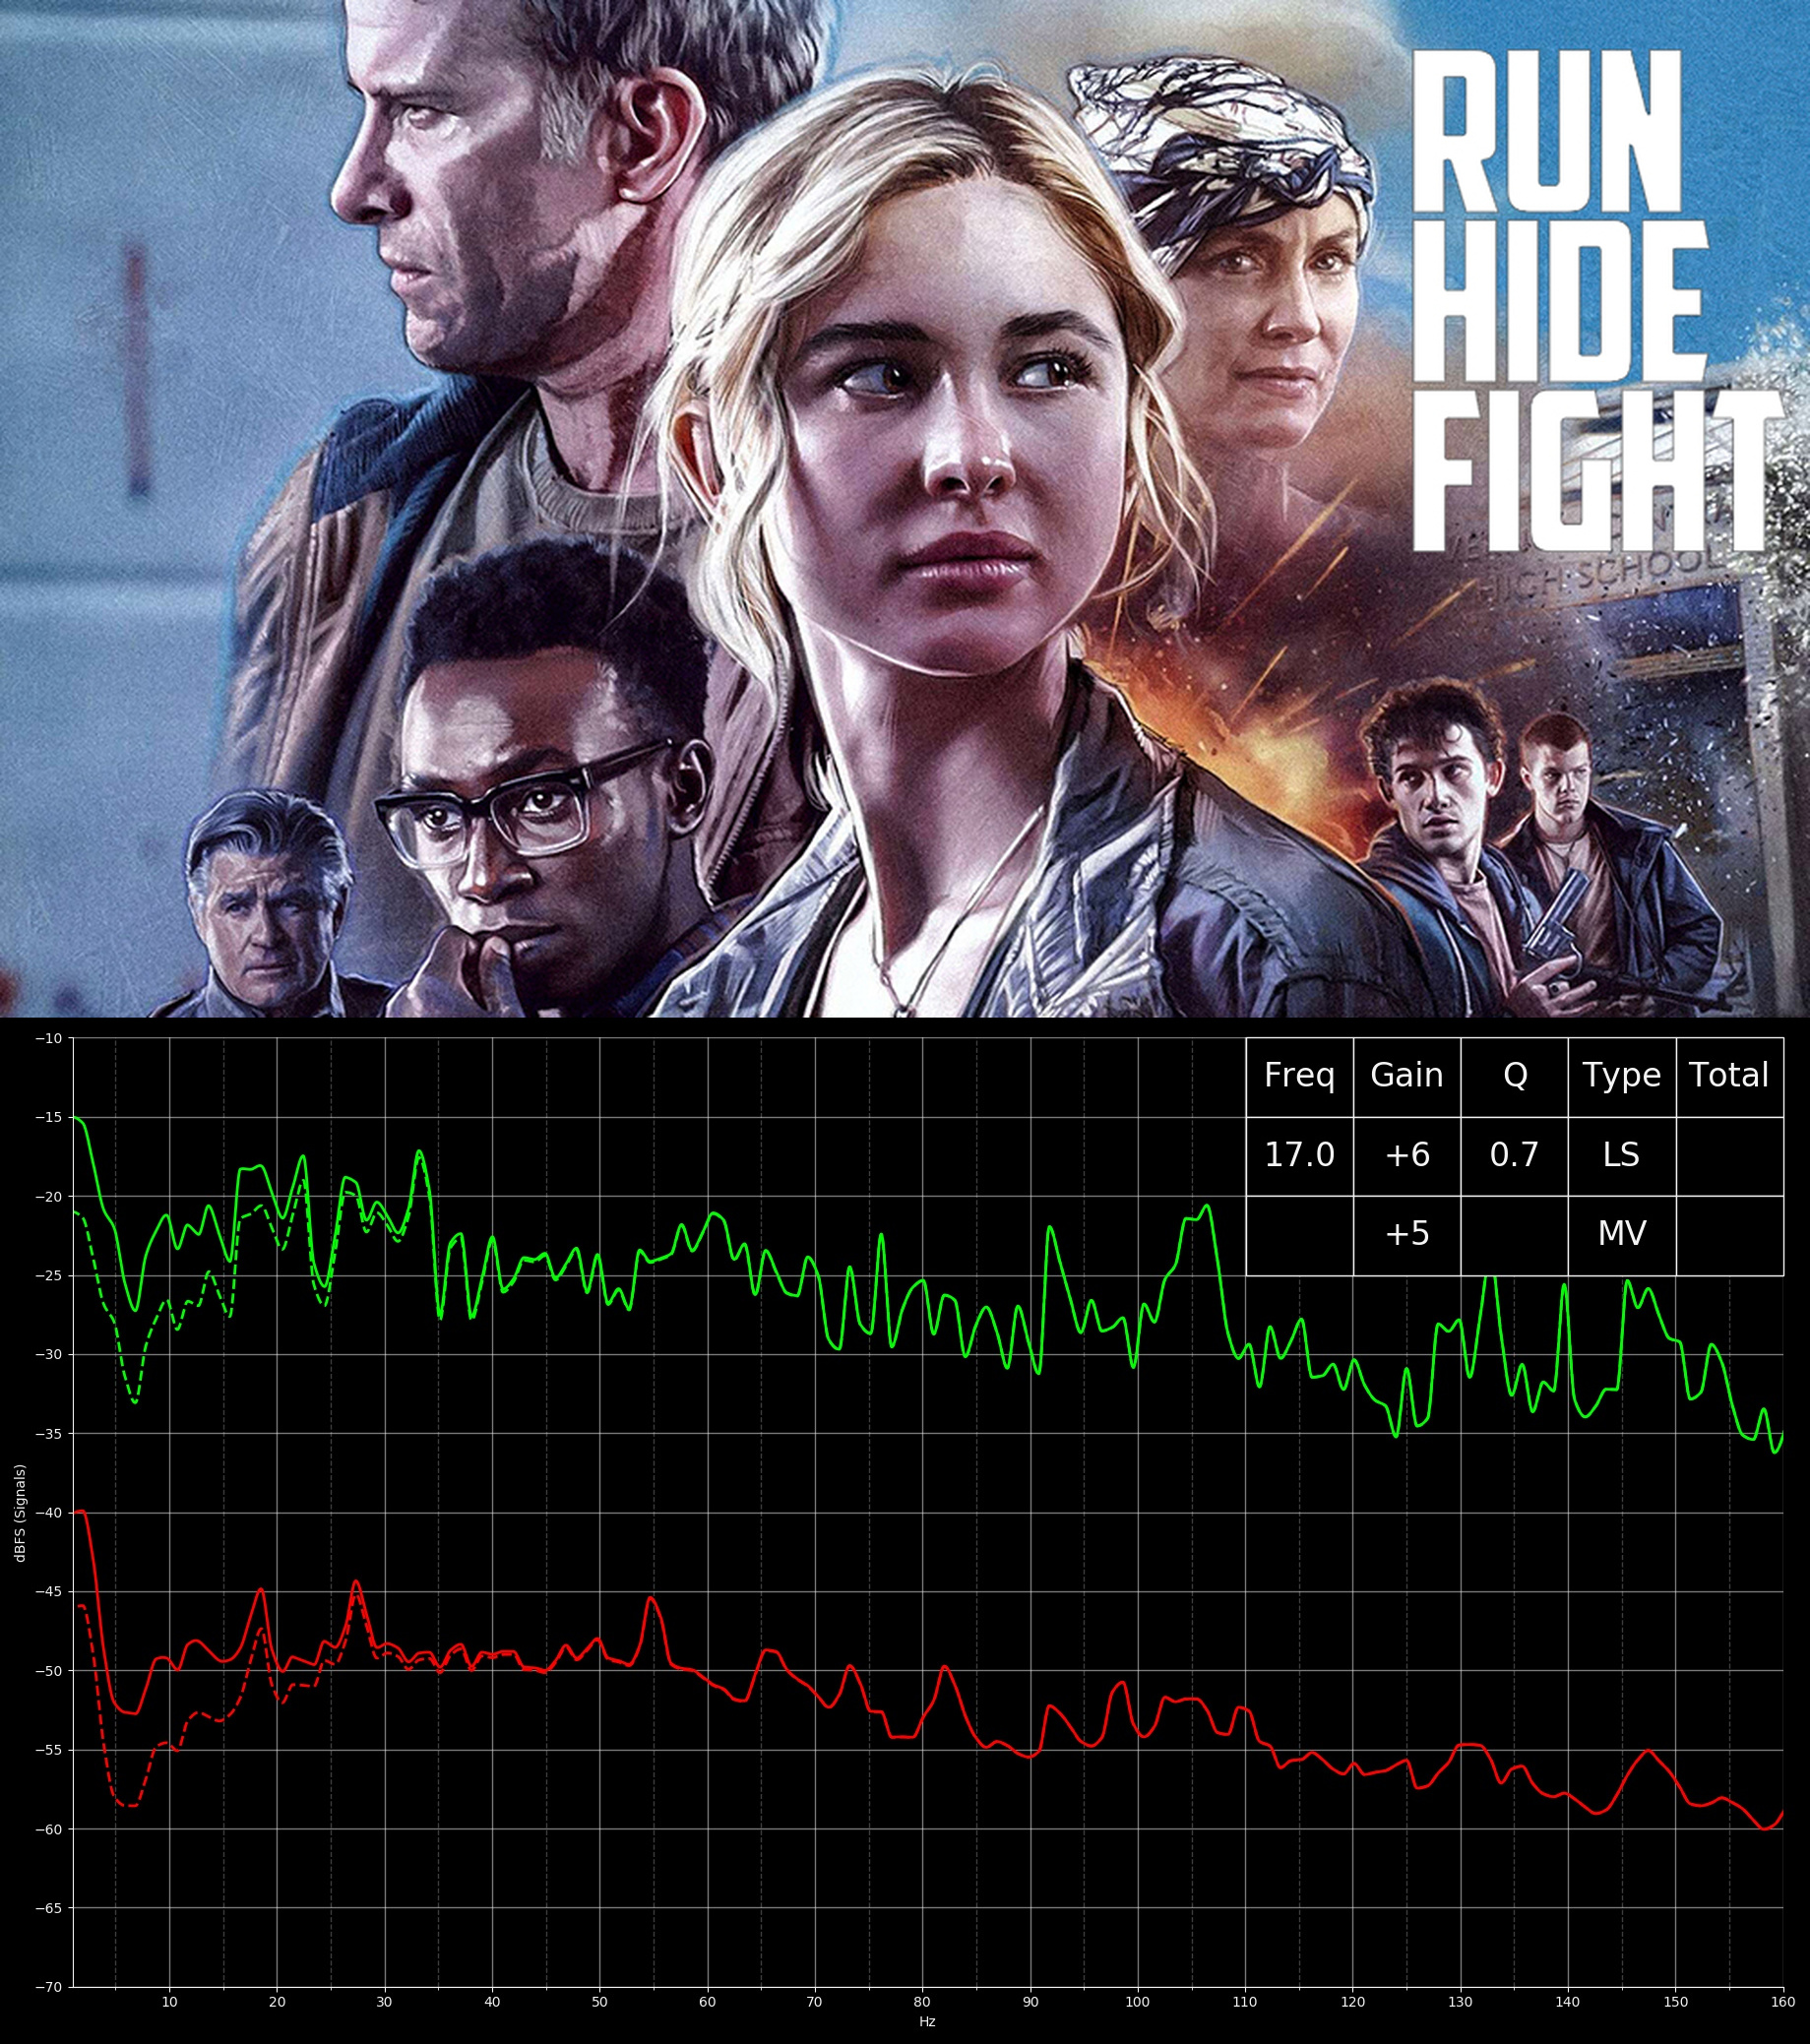 RUN
HIDE
FIGHT
HIGH SCHOOL
Freq Gain Q Type Total
17.0 +6 0.7 LS
+5 MV
−10
−15
−20
−25
−30
−35
−40
−45
−50
−55
−60
−65
−70
dBFS (Signals)
10 20 30 40 50 60 70 80 90 100 110 120 130 140 150 160
Hz